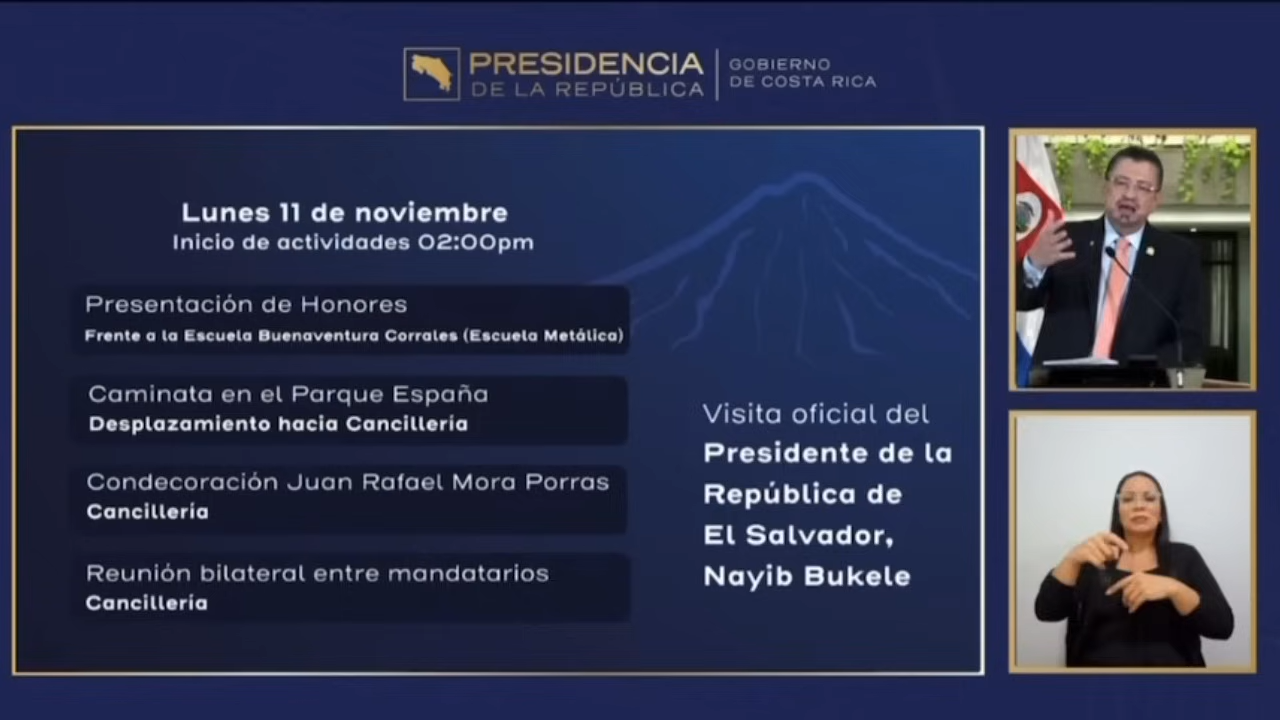 PRESIDENCIA
DE LA REPÚBLICA
GOBIERNO
DE COSTA RICA
Lunes 11 de noviembre
Inicio de actividades 02:00pm
Presentación de Honores
Frente a la Escuela Buenaventura Corrales (Escuela Metálica)
Caminata en el Parque España
Desplazamiento hacia Cancillería
Condecoración Juan Rafael Mora Porras
Cancillería
Reunión bilateral entre mandatarios
Cancillería
Visita oficial del
Presidente de la
República de
El Salvador,
Nayib Bukele